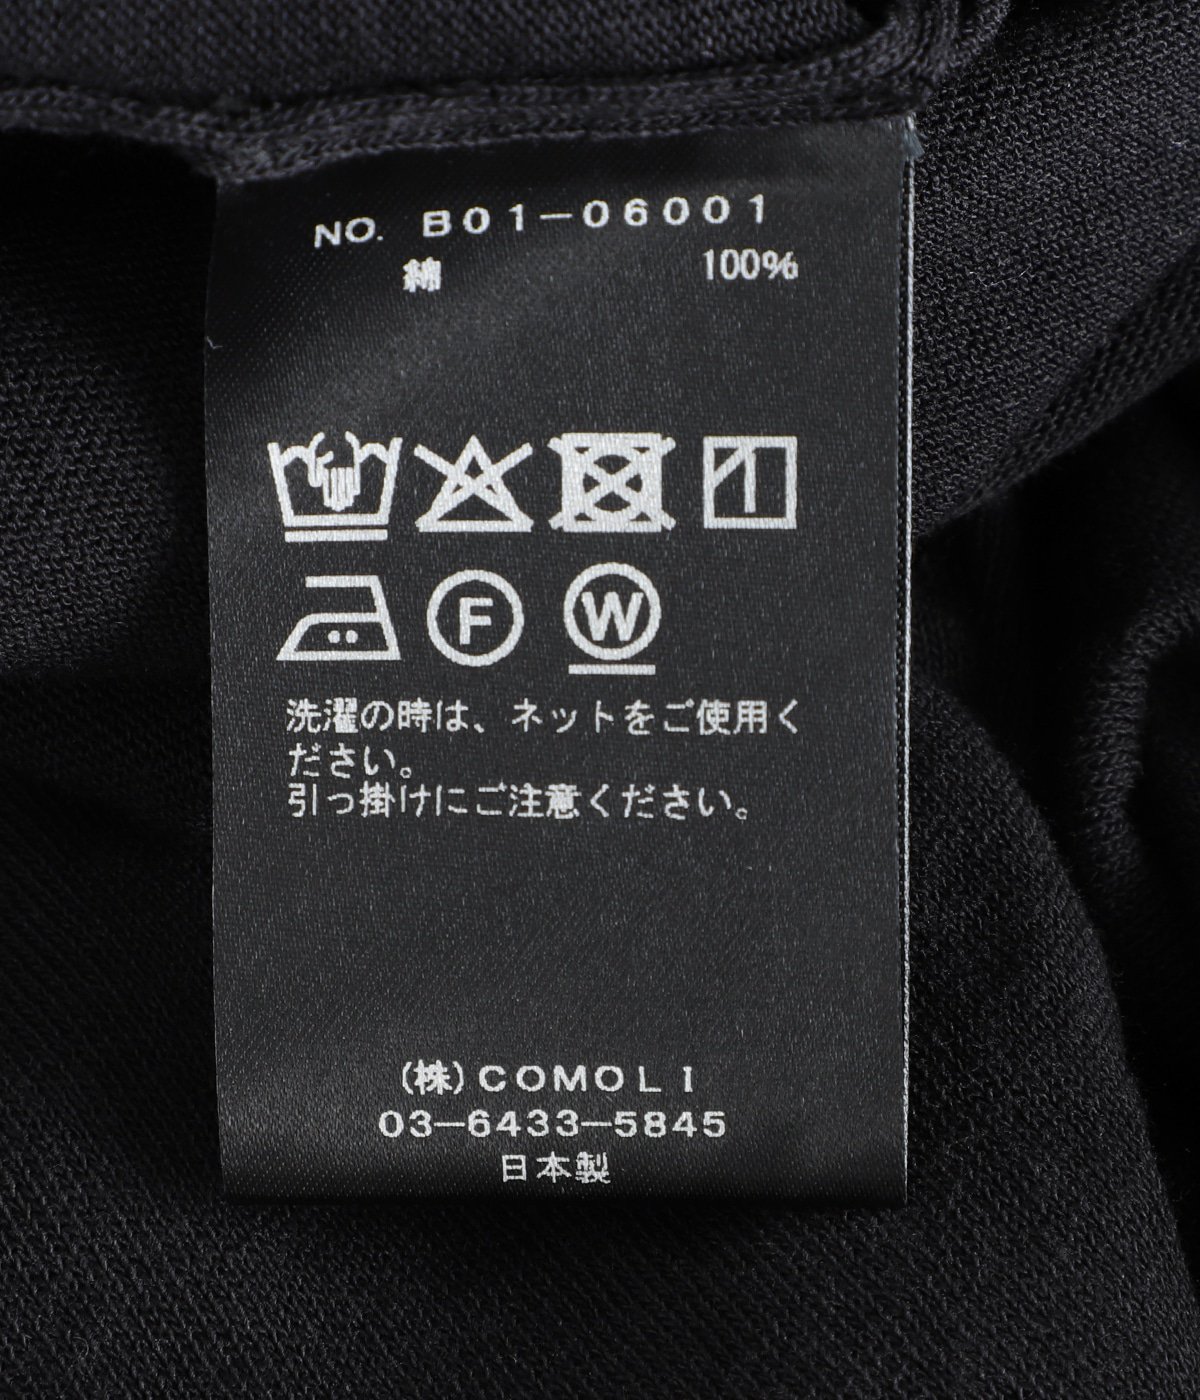 NO. B01-06001
綿 100%
F W
洗濯の時は、ネットをご使用く
ださい。
引っ掛けにご注意ください。
(株)COMOLI
03-6433-5845
日本製